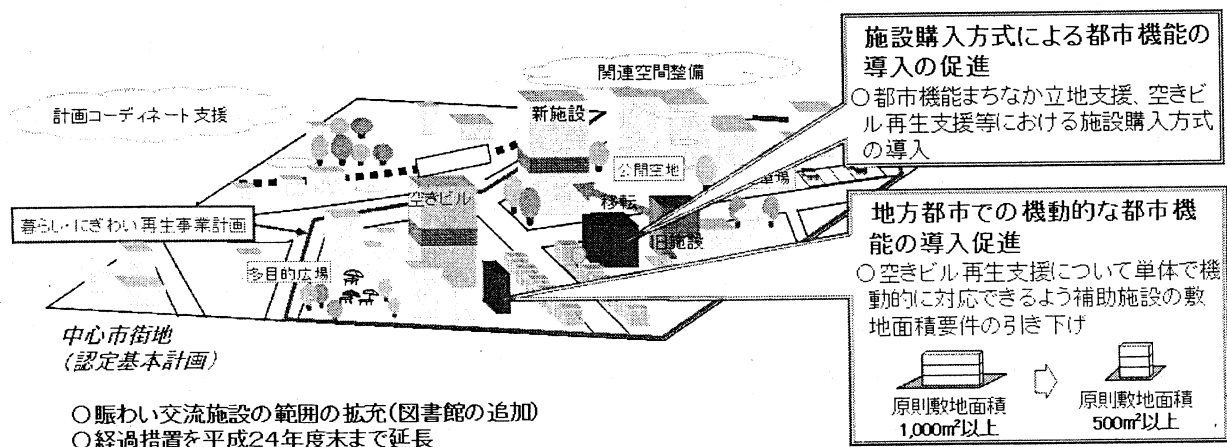 施設購入方式による都市機能の
導入の促進
○都市機能まちなか立地支援、空きビ
ル再生支援等における施設購入方式
の導入
関連空間整備
計画コーディネート支援
新施設
公開空地
移転
空きビル
旧施設
暮らし・にぎわい再生事業計画
多目的広場
地方都市での機動的な都市機
能の導入促進
○空きビル再生支援について単体で機
動的に対応できるよう補助施設の敷
地面積要件の引き下げ
原則敷地面積
1,000m²以上
原則敷地面積
500m²以上
中心市街地
(認定基本計画)
○賑わい交流施設の範囲の拡充(図書館の追加)
○経過措置を平成24年度末まで延長